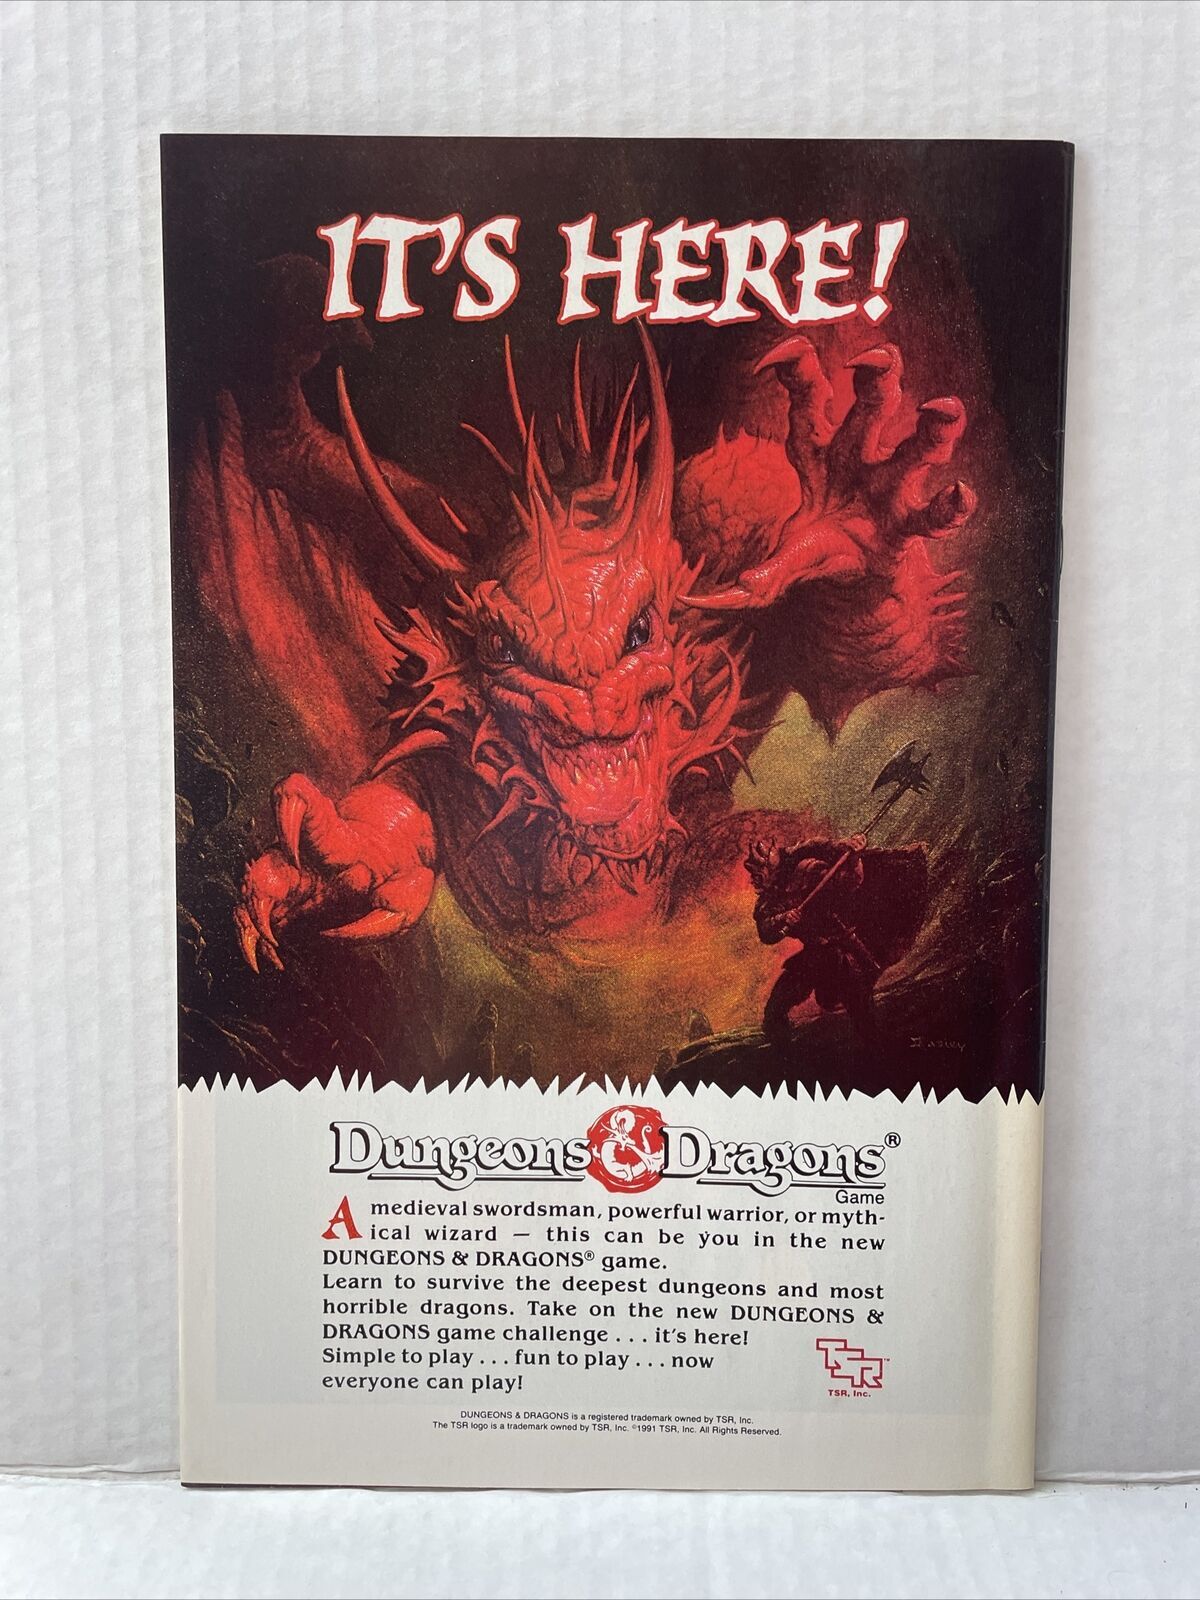 IT'S HERE!
Easley
Dungeons & Dragons®
Game
A medieval swordsman, powerful warrior, or myth-
ical wizard — this can be you in the new
DUNGEONS & DRAGONS® game.
Learn to survive the deepest dungeons and most
horrible dragons. Take on the new DUNGEONS &
DRAGONS game challenge . . . it's here!
Simple to play . . . fun to play . . . now
everyone can play!
TSR™
TSR, Inc.
DUNGEONS & DRAGONS is a registered trademark owned by TSR, Inc.
The TSR logo is a trademark owned by TSR, Inc. ©1991 TSR, Inc. All Rights Reserved.